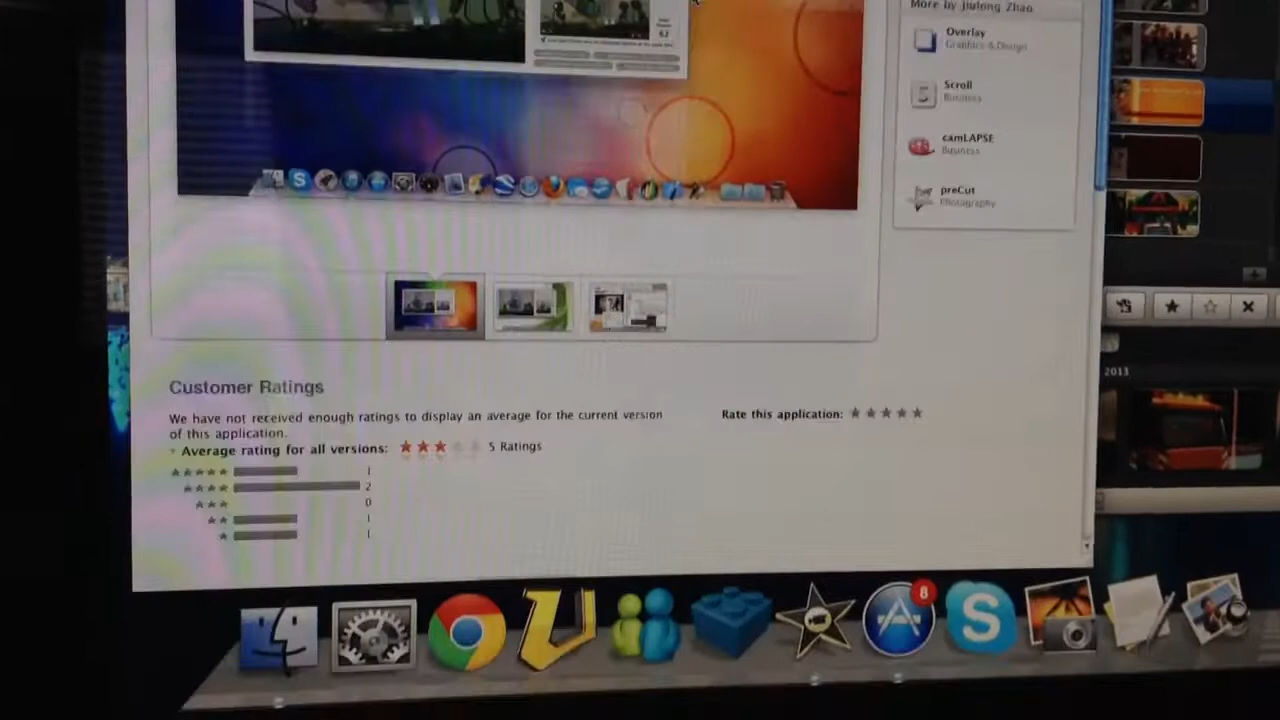 More by Jiulong Zhao
Overlay
Graphics & Design
Scroll
Business
camLAPSE
Business
preCut
Photography
2013
Customer Ratings
We have not received enough ratings to display an average for the current version
of this application.
Rate this application: ★★★★★
Average rating for all versions: ★★★★★ 5 Ratings
★★★★★ 1
★★★★ 2
★★★ 0
★★ 1
★ 1
8
S